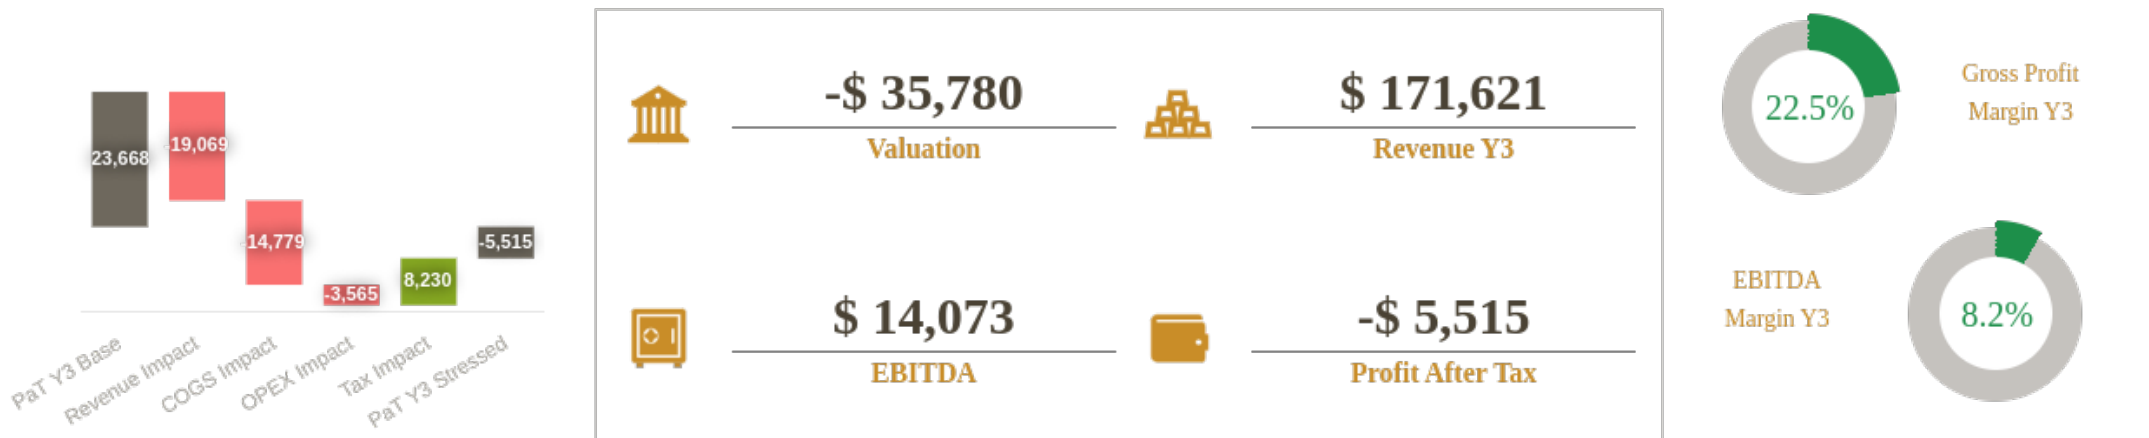 23,668
-19,069
-14,779
-3,565
8,230
-5,515
PaT Y3 Base
Revenue Impact
COGS Impact
OPEX Impact
Tax Impact
PaT Y3 Stressed
-$ 35,780
Valuation
$ 171,621
Revenue Y3
$ 14,073
EBITDA
-$ 5,515
Profit After Tax
22.5%
Gross Profit
Margin Y3
EBITDA
Margin Y3
8.2%